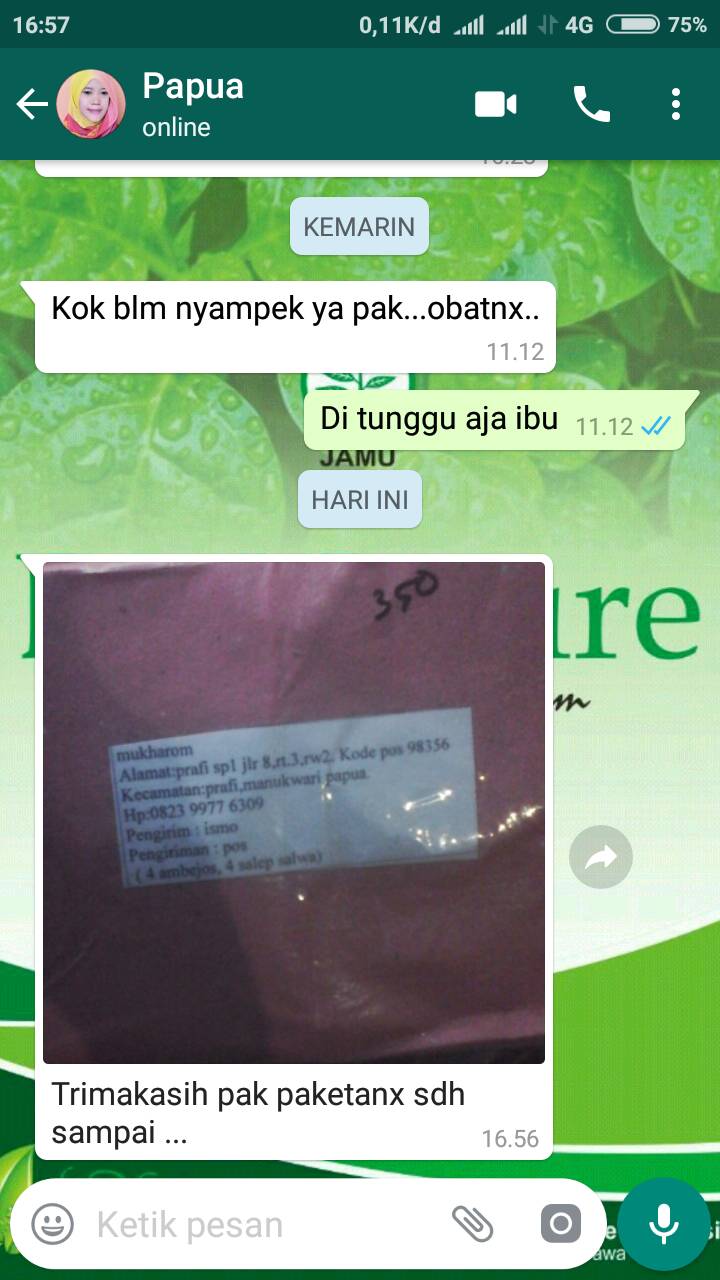 16:57
0,11K/d
4G
75%
Papua
online
KEMARIN
Kok blm nyampek ya pak...obatnx..
11.12
Di tunggu aja ibu
11.12
JAMU
HARI INI
350
mukharom
Alamat:prafi sp1 jlr 8,rt.3,rw2. Kode pos 98356
Kecamatan:prafi,manukwari papua.
Hp:0823 9977 6309
Pengirim : ismo
Pengiriman : pos
( 4 ambejos, 4 salep salwa)
Trimakasih pak paketanx sdh
sampai ...
16.56
Ketik pesan